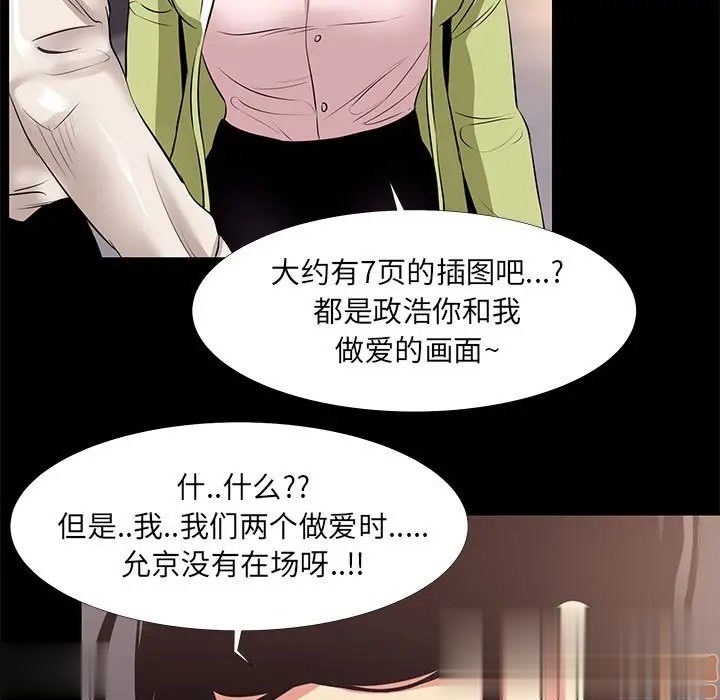 大约有7页的插图吧...?
都是政浩你和我
做爱的画面~
什..什么??
但是..我..我们两个做爱时.....
允京没有在场呀..!!